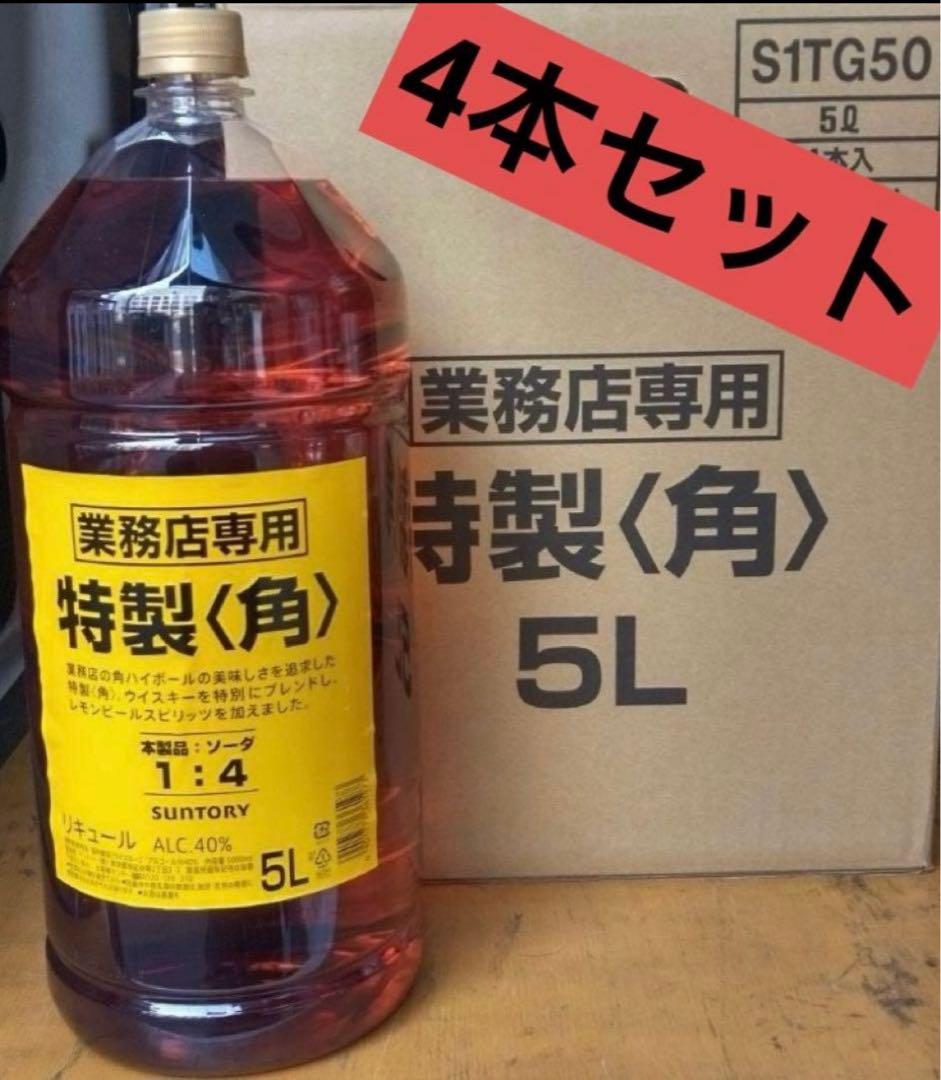 4本セット
S1TG50
5ℓ
本入
業務店専用
特製〈角〉
5L
業務店専用
特製〈角〉
業務店の角ハイボールの美味しさを追求した
特製〈角〉。ウイスキーを特別にブレンドし、
レモンピールスピリッツを加えました。
本製品：ソーダ
1：4
SUNTORY
リキュール ALC.40%
5L